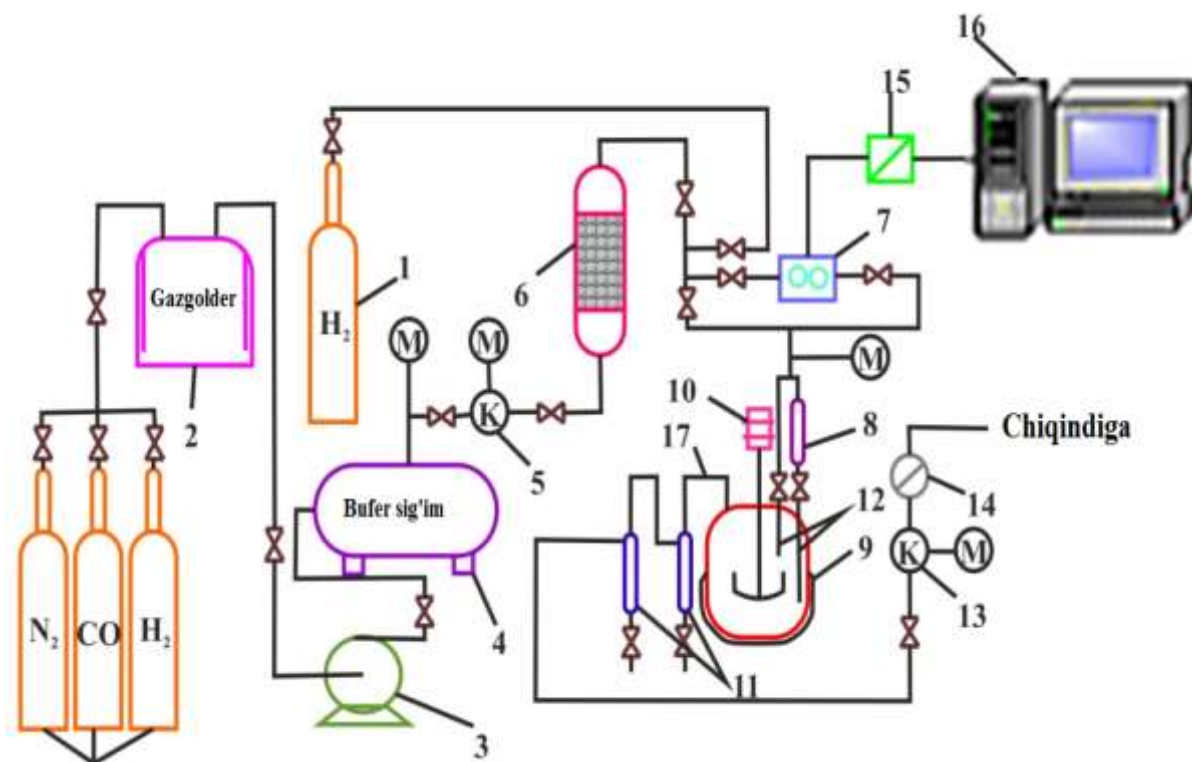 16
15
7
Gazgolder
1
6
H₂
M
M
M
10
K
8
Chiqindiga
2
5
17
14
Bufer sig'im
12
9
K
M
N₂
CO
H₂
4
13
11
3